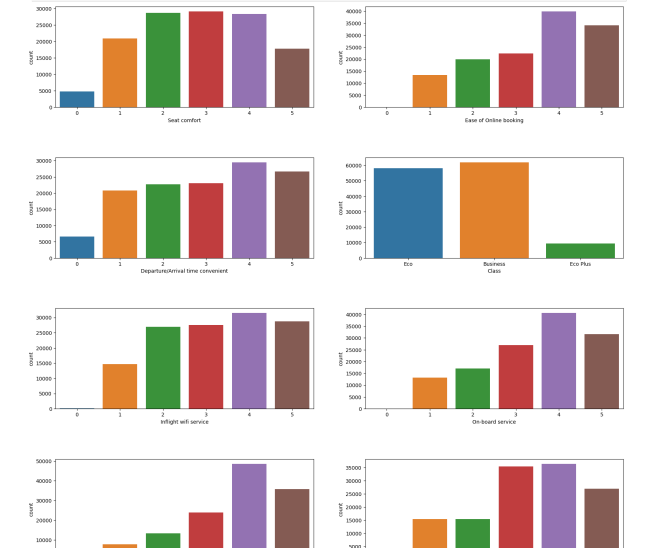 30000
25000
20000
15000
10000
5000
0
count
0 1 2 3 4 5
Seat comfort
40000
35000
30000
25000
20000
15000
10000
5000
0
count
0 1 2 3 4 5
Ease of Online booking
30000
25000
20000
15000
10000
5000
0
count
0 1 2 3 4 5
Departure/Arrival time convenient
60000
50000
40000
30000
20000
10000
0
count
Eco Business Eco Plus
Class
30000
25000
20000
15000
10000
5000
0
count
0 1 2 3 4 5
Inflight wifi service
40000
35000
30000
25000
20000
15000
10000
5000
0
count
0 1 2 3 4 5
On-board service
50000
40000
30000
20000
10000
count
35000
30000
25000
20000
15000
10000
5000
count